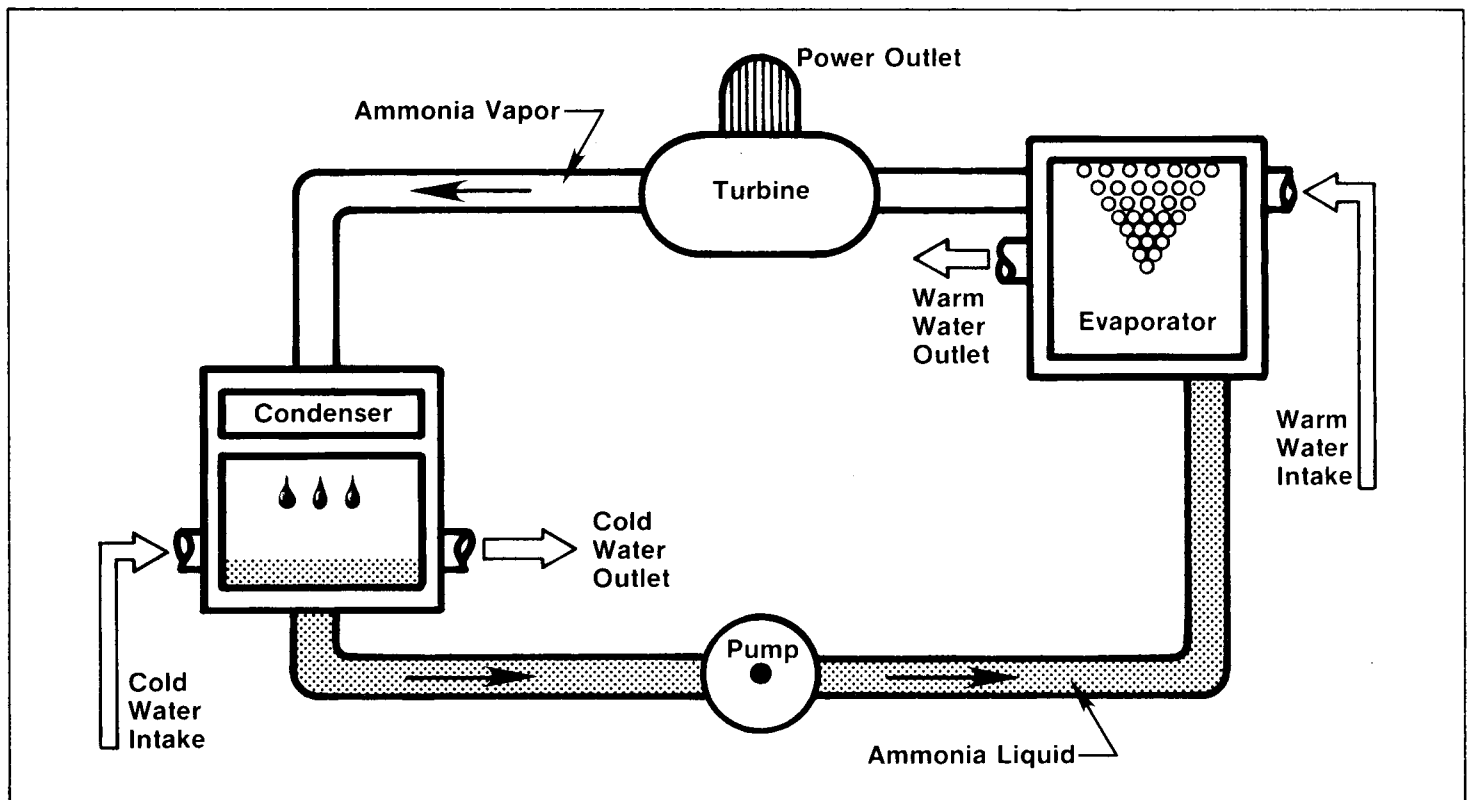 Power Outlet
Ammonia Vapor
Turbine
Warm
Water
Outlet
Evaporator
Condenser
Warm
Water
Intake
Cold
Water
Outlet
Pump
Cold
Water
Intake
Ammonia Liquid